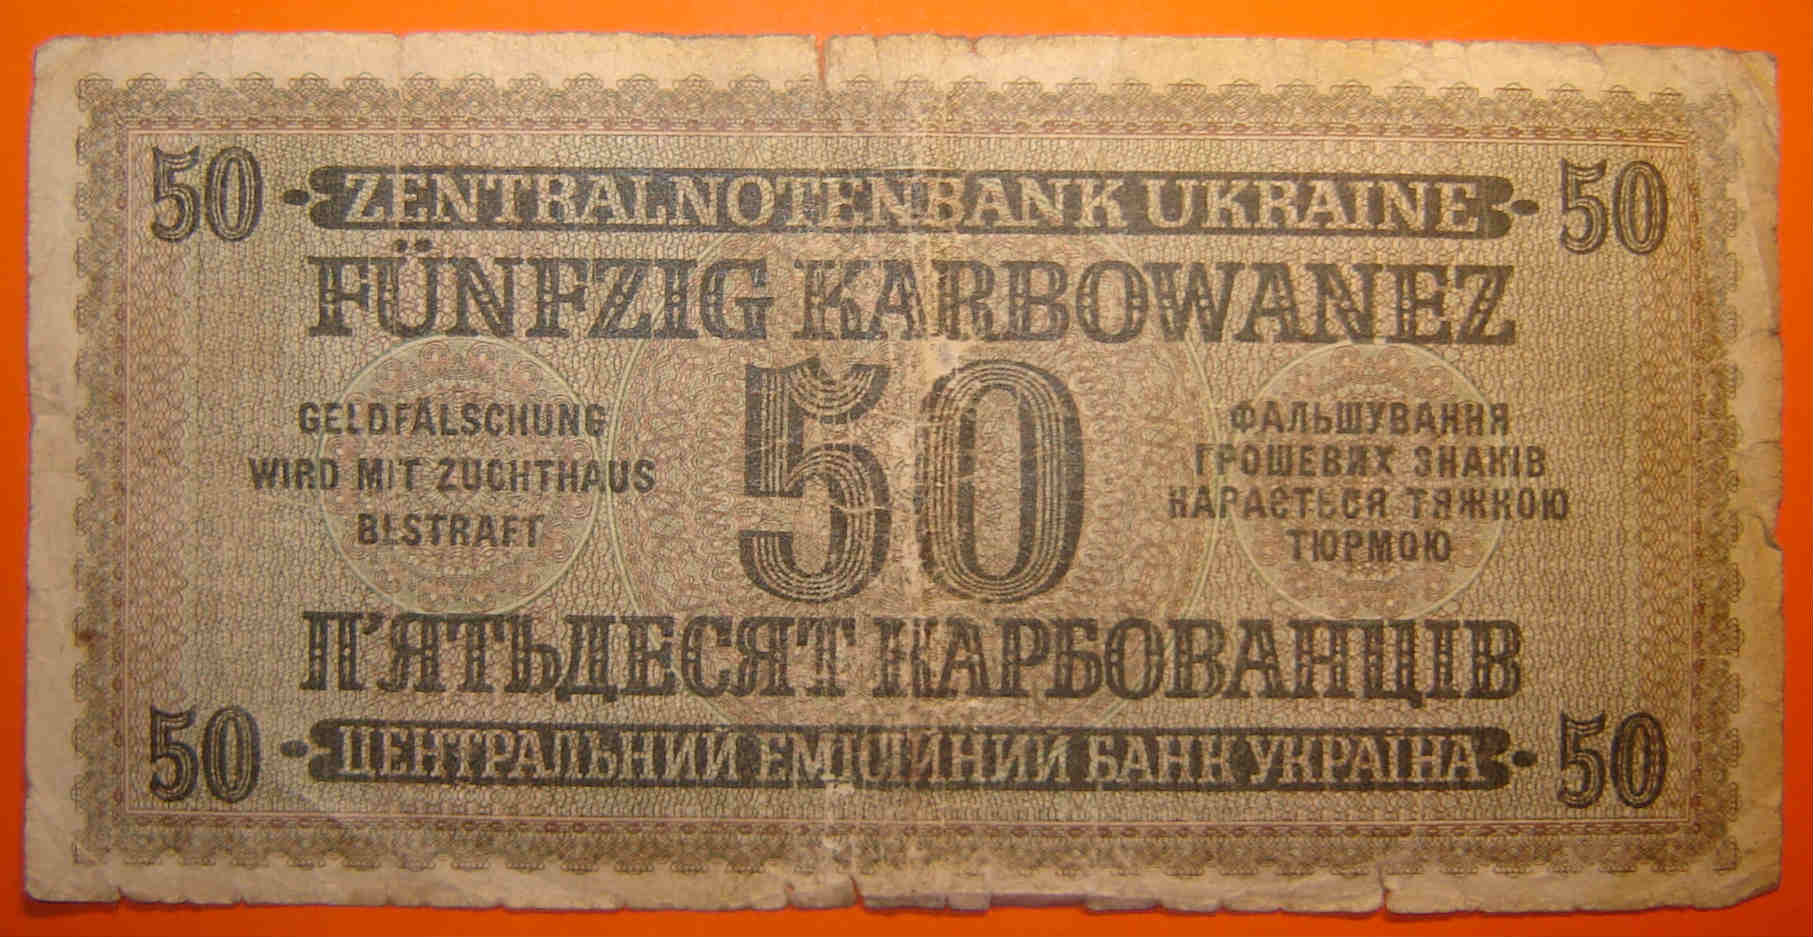 50 ZENTRALNOTENBANK UKRAINE 50
FÜNFZIG KARBOWANEZ
GELDFÄLSCHUNG
WIRD MIT ZUCHTHAUS
BESTRAFT
50
ФАЛЬШУВАННЯ
ГРОШЕВИХ ЗНАКІВ
КАРАЄТЬСЯ ТЯЖКОЮ
ТЮРМОЮ
П'ЯТЬДЕСЯТ КАРБОВАНЦІВ
50 ЦЕНТРАЛЬНИЙ ЕМІСІЙНИЙ БАНК УКРАЇНА 50